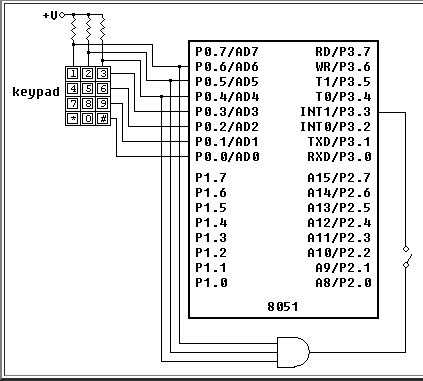 +V
keypad
1 2 3
4 5 6
7 8 9
* 0 #
P0.7/AD7 RD/P3.7
P0.6/AD6 WR/P3.6
P0.5/AD5 T1/P3.5
P0.4/AD4 T0/P3.4
P0.3/AD3 INT1/P3.3
P0.2/AD2 INT0/P3.2
P0.1/AD1 TXD/P3.1
P0.0/AD0 RXD/P3.0
P1.7 A15/P2.7
P1.6 A14/P2.6
P1.5 A13/P2.5
P1.4 A12/P2.4
P1.3 A11/P2.3
P1.2 A10/P2.2
P1.1 A9/P2.1
P1.0 A8/P2.0
8051